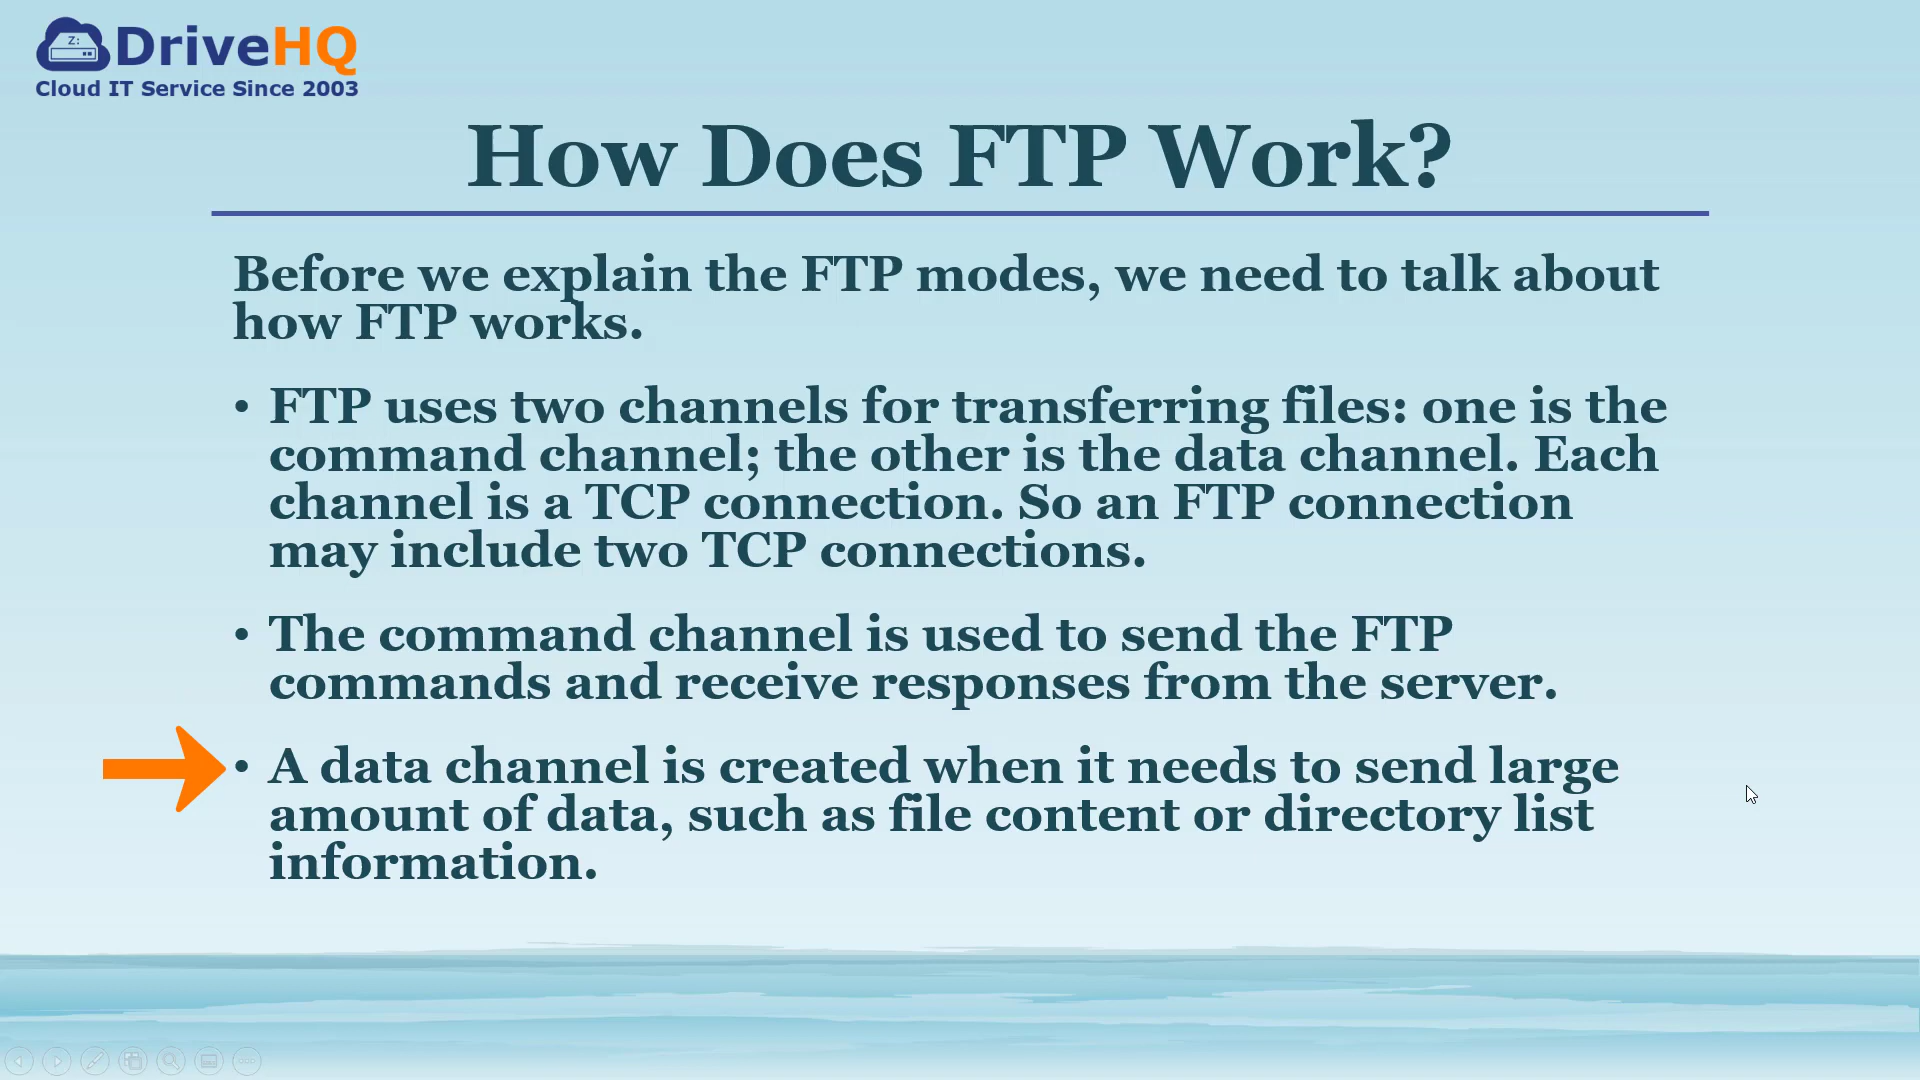 Z:
DriveHQ
Cloud IT Service Since 2003
How Does FTP Work?
Before we explain the FTP modes, we need to talk about
how FTP works.
• FTP uses two channels for transferring files: one is the
command channel; the other is the data channel. Each
channel is a TCP connection. So an FTP connection
may include two TCP connections.
• The command channel is used to send the FTP
commands and receive responses from the server.
• A data channel is created when it needs to send large
amount of data, such as file content or directory list
information.